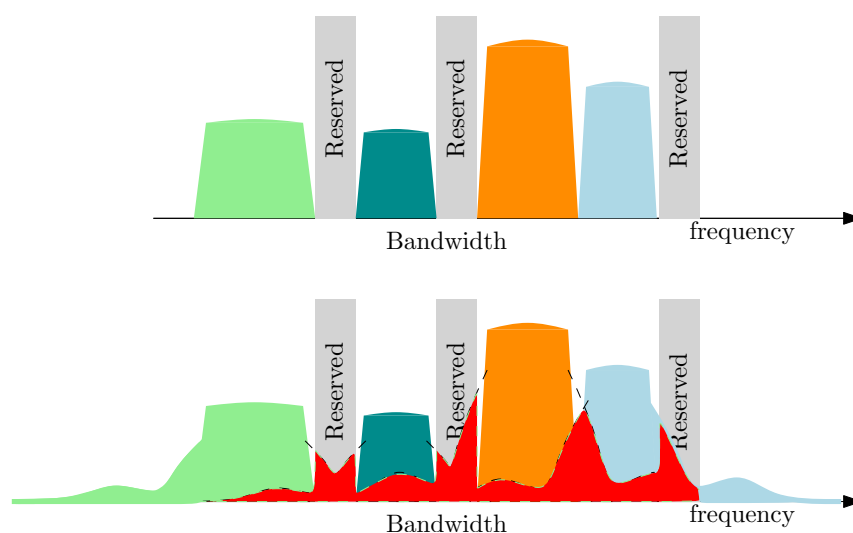 Reserved
Reserved
Reserved
frequency
Bandwidth
Reserved
Reserved
Reserved
frequency
Bandwidth